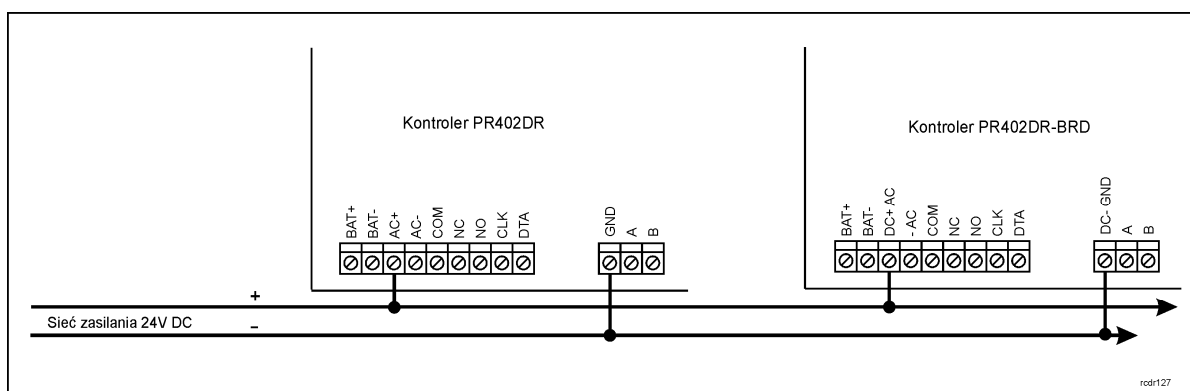 Kontroler PR402DR
Kontroler PR402DR-BRD
BAT+
BAT-
AC+
AC-
COM
NC
NO
CLK
DTA
GND
A
B
BAT+
BAT-
DC+ AC
- AC
COM
NC
NO
CLK
DTA
DC- GND
A
B
+
Sieć zasilania 24V DC
–
rcdr127